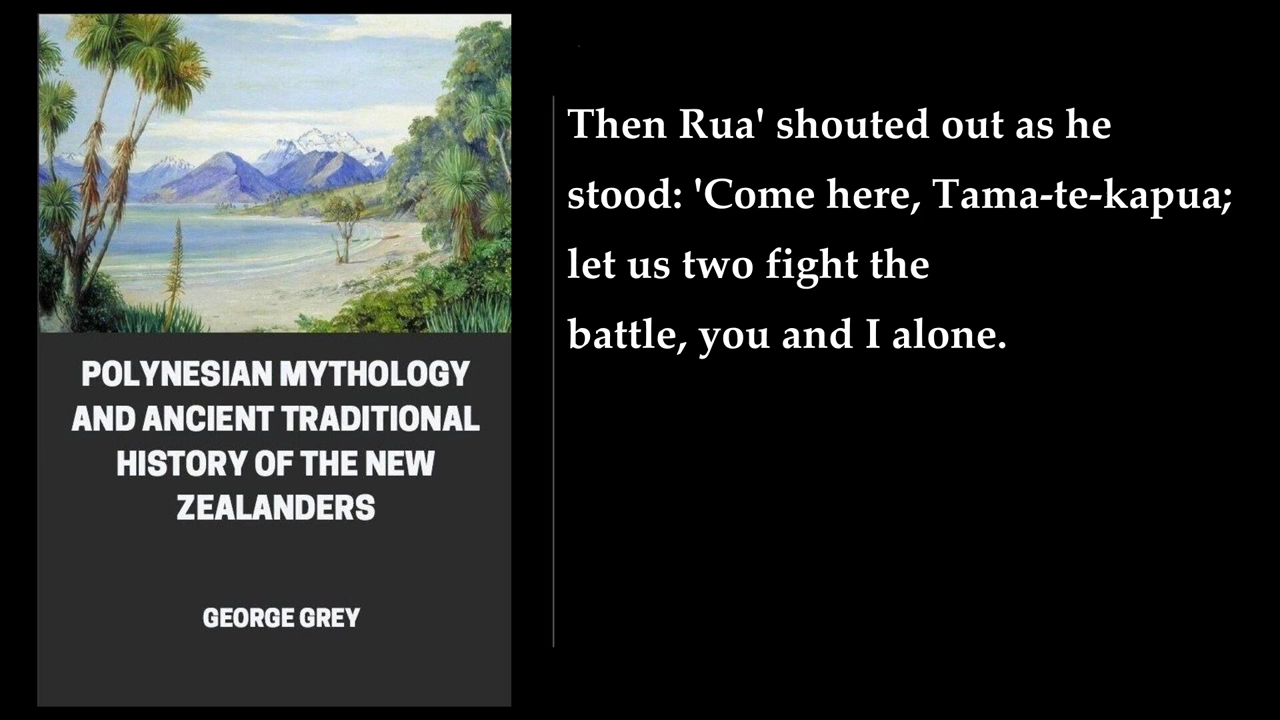 POLYNESIAN MYTHOLOGY
AND ANCIENT TRADITIONAL
HISTORY OF THE NEW
ZEALANDERS
GEORGE GREY
Then Rua' shouted out as he
stood: 'Come here, Tama-te-kapua;
let us two fight the
battle, you and I alone.